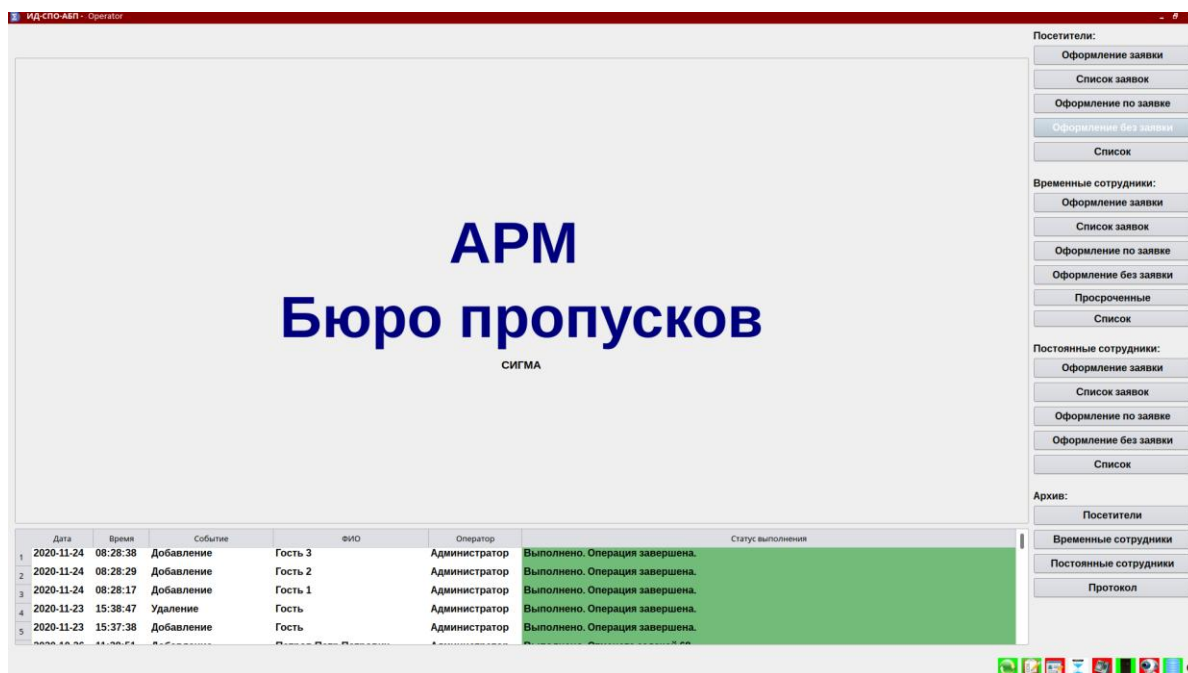 ИД-СПО-АБП - Operator
Посетители:
Оформление заявки
Список заявок
Оформление по заявке
Оформление без заявки
Список
Временные сотрудники:
Оформление заявки
Список заявок
Оформление по заявке
Оформление без заявки
Просроченные
Список
Постоянные сотрудники:
Оформление заявки
Список заявок
Оформление по заявке
Оформление без заявки
Список
Архив:
Посетители
Временные сотрудники
Постоянные сотрудники
Протокол
АРМ
Бюро пропусков
СИГМА
Дата Время Событие ФИО Оператор Статус выполнения
1 2020-11-24 08:28:38 Добавление Гость 3 Администратор Выполнено. Операция завершена.
2 2020-11-24 08:28:29 Добавление Гость 2 Администратор Выполнено. Операция завершена.
3 2020-11-24 08:28:17 Добавление Гость 1 Администратор Выполнено. Операция завершена.
4 2020-11-23 15:38:47 Удаление Гость Администратор Выполнено. Операция завершена.
5 2020-11-23 15:37:38 Добавление Гость Администратор Выполнено. Операция завершена.